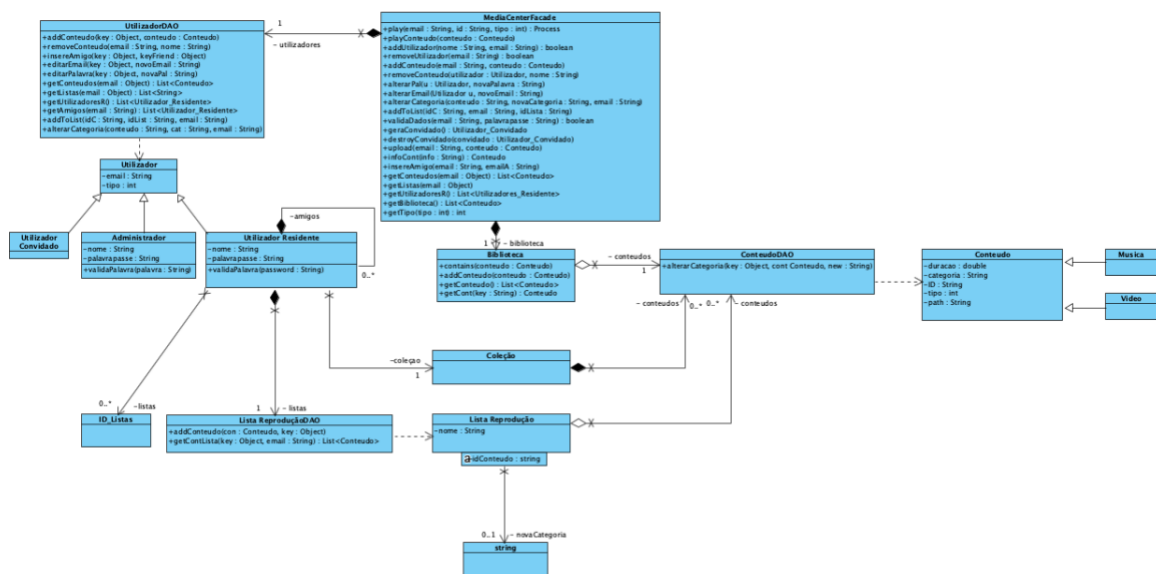 UtilizadorDAO
+addConteudo(key : Object, conteudo : Conteudo)
+removeConteudo(email : String, nome : String)
+insereAmigo(key : Object, keyFriend : Object)
+editarEmail(key : Object, novoEmail : String)
+editarPalavra(key : Object, novaPal : String)
+getConteudos(email : Object) : List<Conteudo>
+getListas(email : Object) : List<String>
+getUtilizadoresR() : List<Utilizador_Residente>
+getAmigos(email : String) : List<Utilizador_Residente>
+addToList(idC : String, idList : String, email : String)
+alterarCategoria(conteudo : String, cat : String, email : String)
1
-utilizadores
MediaCenterFacade
+play(email : String, id : String, tipo : int) : Process
+playConteudo(conteudo : Conteudo)
+addUtilizador(nome : String, email : String) : boolean
+removeUtilizador(email : String) : boolean
+addConteudo(email : String, conteudo : Conteudo)
+removeConteudo(utilizador : Utilizador, nome : String)
+alterarPal(u : Utilizador, novaPalavra : String)
+alterarEmail(Utilizador u, novoEmail : String)
+alterarCategoria(conteudo : String, novaCategoria : String, email : String)
+addToList(idC : String, email : String, idLista : String)
+validaDados(email : String, palavrapasse : String) : boolean
+geraConvidado() : Utilizador_Convidado
+destroyConvidado(convidado : Utilizador_Convidado)
+upload(email : String, conteudo : Conteudo)
+infoCont(info : String) : Conteudo
+insereAmigo(email : String, emailA : String)
+getConteudos(email : Object) : List<Conteudo>
+getListas(email : Object)
+getUtilizadoresR() : List<Utilizadores_Residente>
+getBiblioteca() : List<Conteudo>
+getTipo(tipo : int) : int
Utilizador
-email : String
-tipo : int
Utilizador
Convidado
Administrador
-nome : String
-palavrapasse : String
+validaPalavra(palavra : String)
Utilizador Residente
-nome : String
-palavrapasse : String
+validaPalavra(password : String)
-amigos
0..*
1
-biblioteca
Biblioteca
+contains(conteudo : Conteudo)
+addConteudo(conteudo : Conteudo)
+getConteudo() : List<Conteudo>
+getCont(key : String) : Conteudo
-conteudos
1
ConteudoDAO
+alterarCategoria(key : Object, cont Conteudo, new : String)
Conteudo
-duracao : double
-categoria : String
-ID : String
-tipo : int
-path : String
Musica
Video
-conteudos
0..*
0..*
-conteudos
-coleçao
1
Coleção
0..*
-listas
ID_Listas
1
-listas
Lista ReproduçãoDAO
+addConteudo(con : Conteudo, key : Object)
+getContLista(key : Object, email : String) : List<Conteudo>
Lista Reprodução
-nome : String
a-idConteudo : string
0..1
-novaCategoria
string